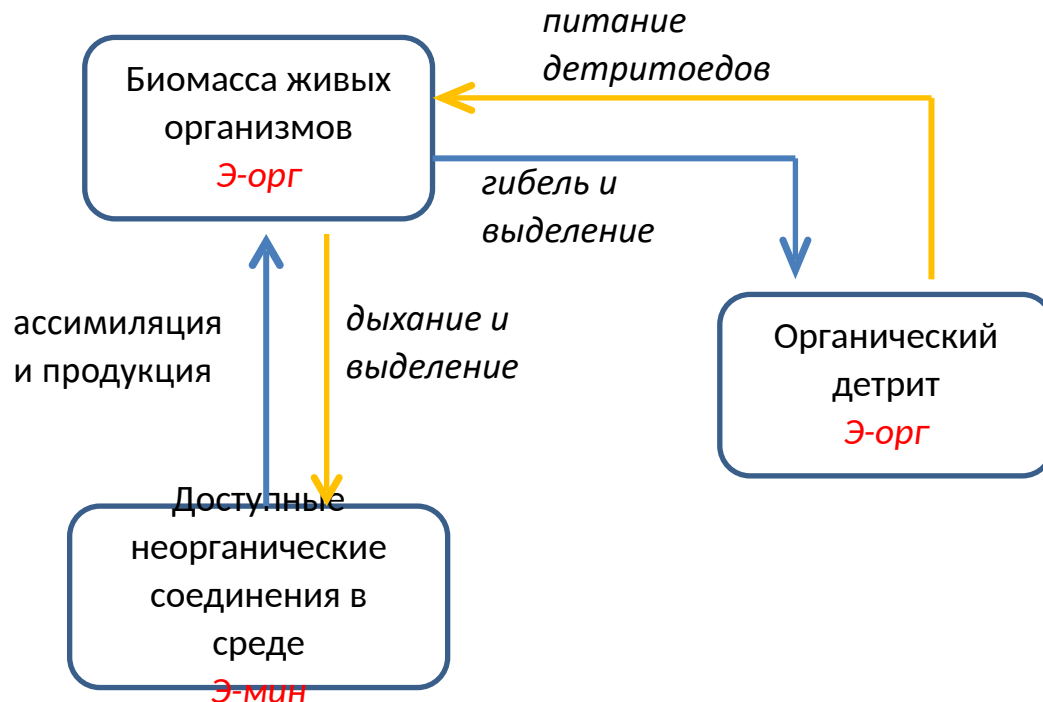 питание
детритоедов
Биомасса живых
организмов
Э-орг
гибель и
выделение
ассимиляция
и продукция
дыхание и
выделение
Органический
детрит
Э-орг
Доступные
неорганические
соединения в
среде
Э-мин